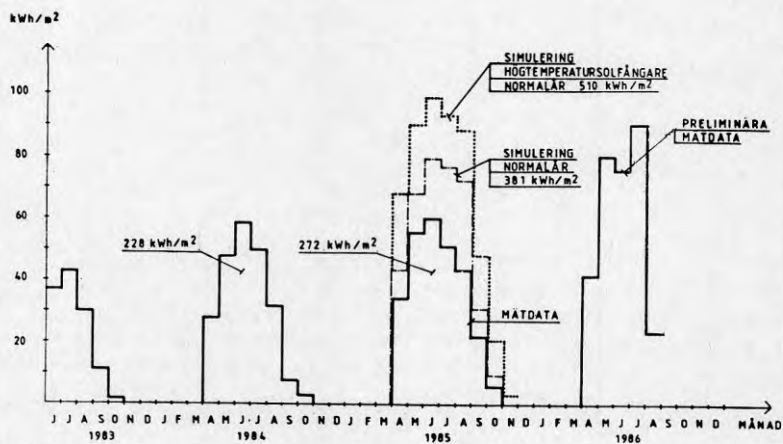 kWh/m2
SIMULERING
HÖGTEMPERATURSOLFÅNGARE
NORMALÅR 510 kWh/m2
100
PRELIMINÄRA
MÄTDATA
80
SIMULERING
NORMALÅR
381 kWh/m2
60
228 kWh/m2
272 kWh/m2
40
MÄTDATA
20
J J A S O N D J F M A M J J A S O N D J F M A M J J A S O N D J F M A M J J A S O N D MÅNAD
1983 1984 1985 1986